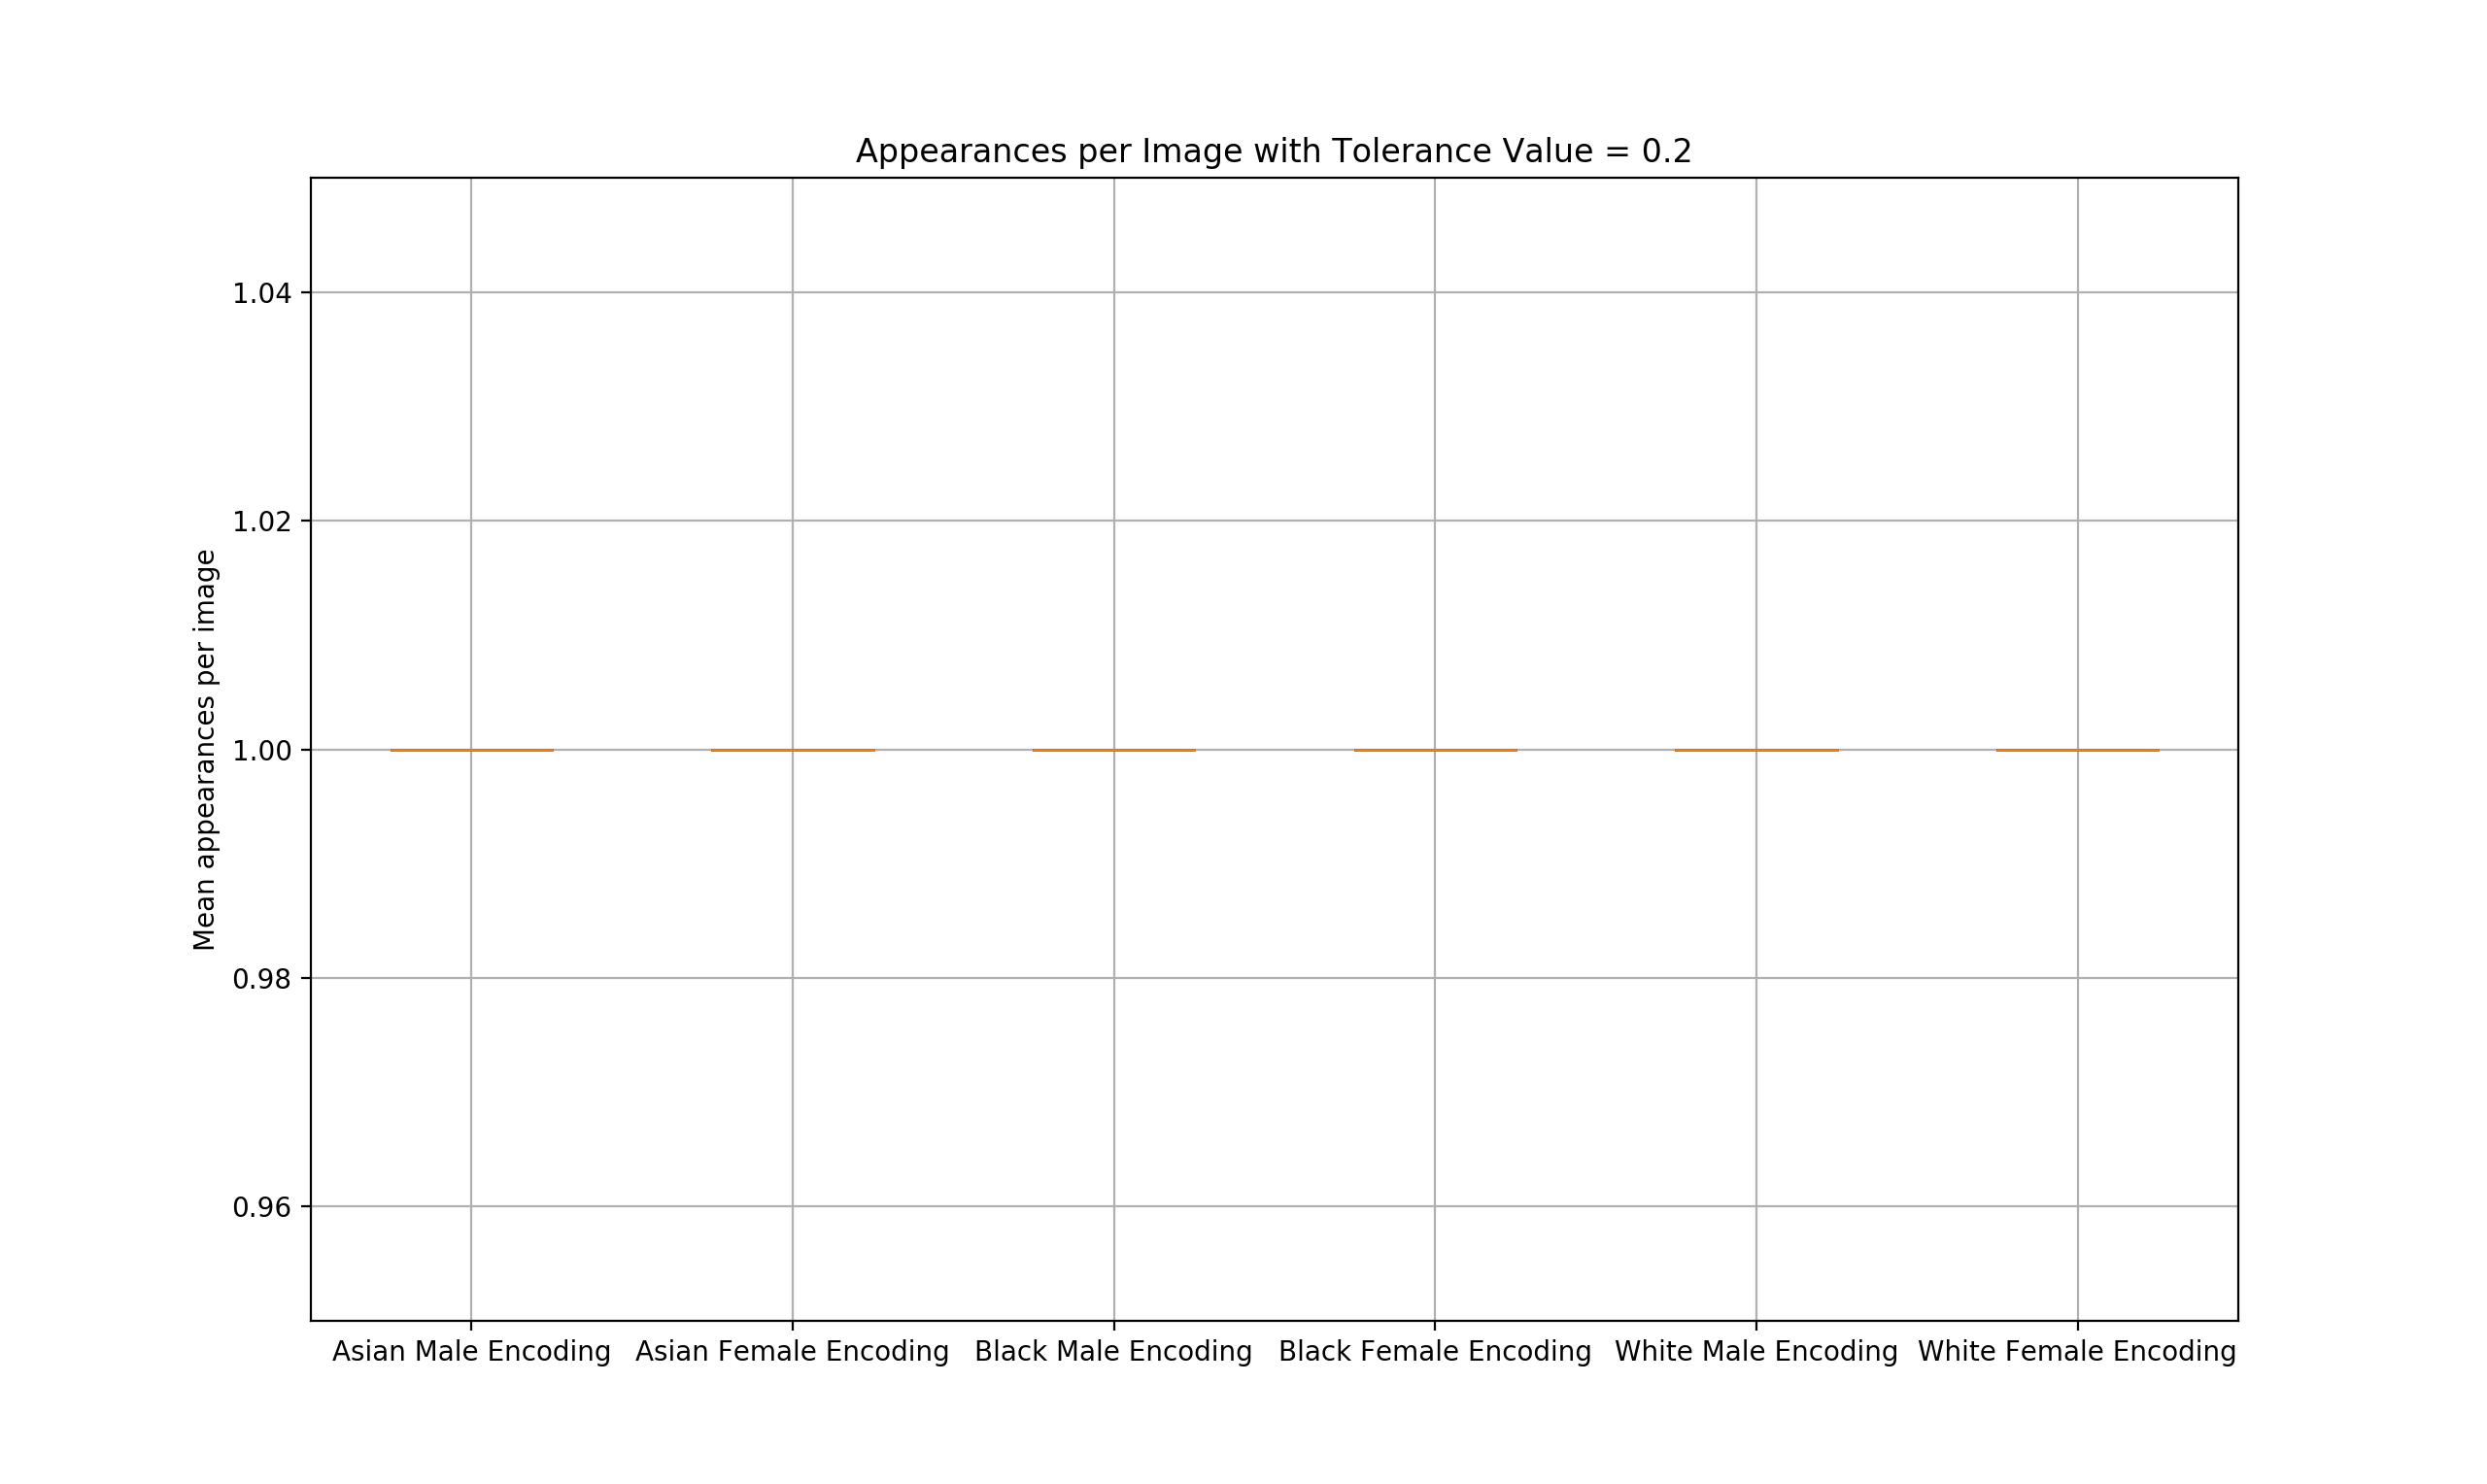 Appearances per Image with Tolerance Value = 0.2
Mean appearances per image
1.04
1.02
1.00
0.98
0.96
Asian Male Encoding Asian Female Encoding Black Male Encoding Black Female Encoding White Male Encoding White Female Encoding